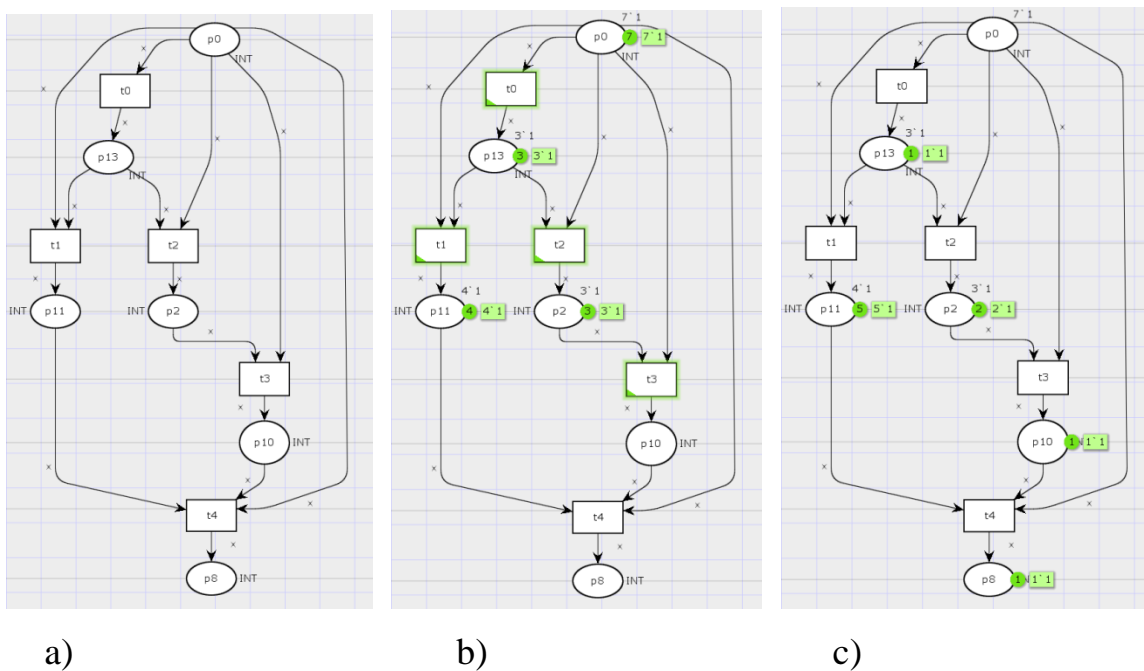 p0
INT
x
t0
x
x
x
x
p13
INT
x
x
t1
t2
x
x
INT
p11
INT
p2
x
t3
x
p10
INT
x
x
x
t4
x
p8
INT
a)
7`1
p0
7
7`1
INT
x
t0
x
x
x
x
3`1
p13
3
3`1
INT
x
x
t1
t2
x
x
4`1
INT
p11
4
4`1
3`1
INT
p2
3
3`1
x
t3
x
p10
INT
x
x
x
t4
x
p8
INT
b)
7`1
p0
INT
x
t0
x
x
x
x
3`1
p13
1
1`1
INT
x
x
t1
t2
x
x
4`1
INT
p11
5
5`1
3`1
INT
p2
2
2`1
x
t3
x
p10
1
1`1
x
x
x
t4
x
p8
1
1`1
c)